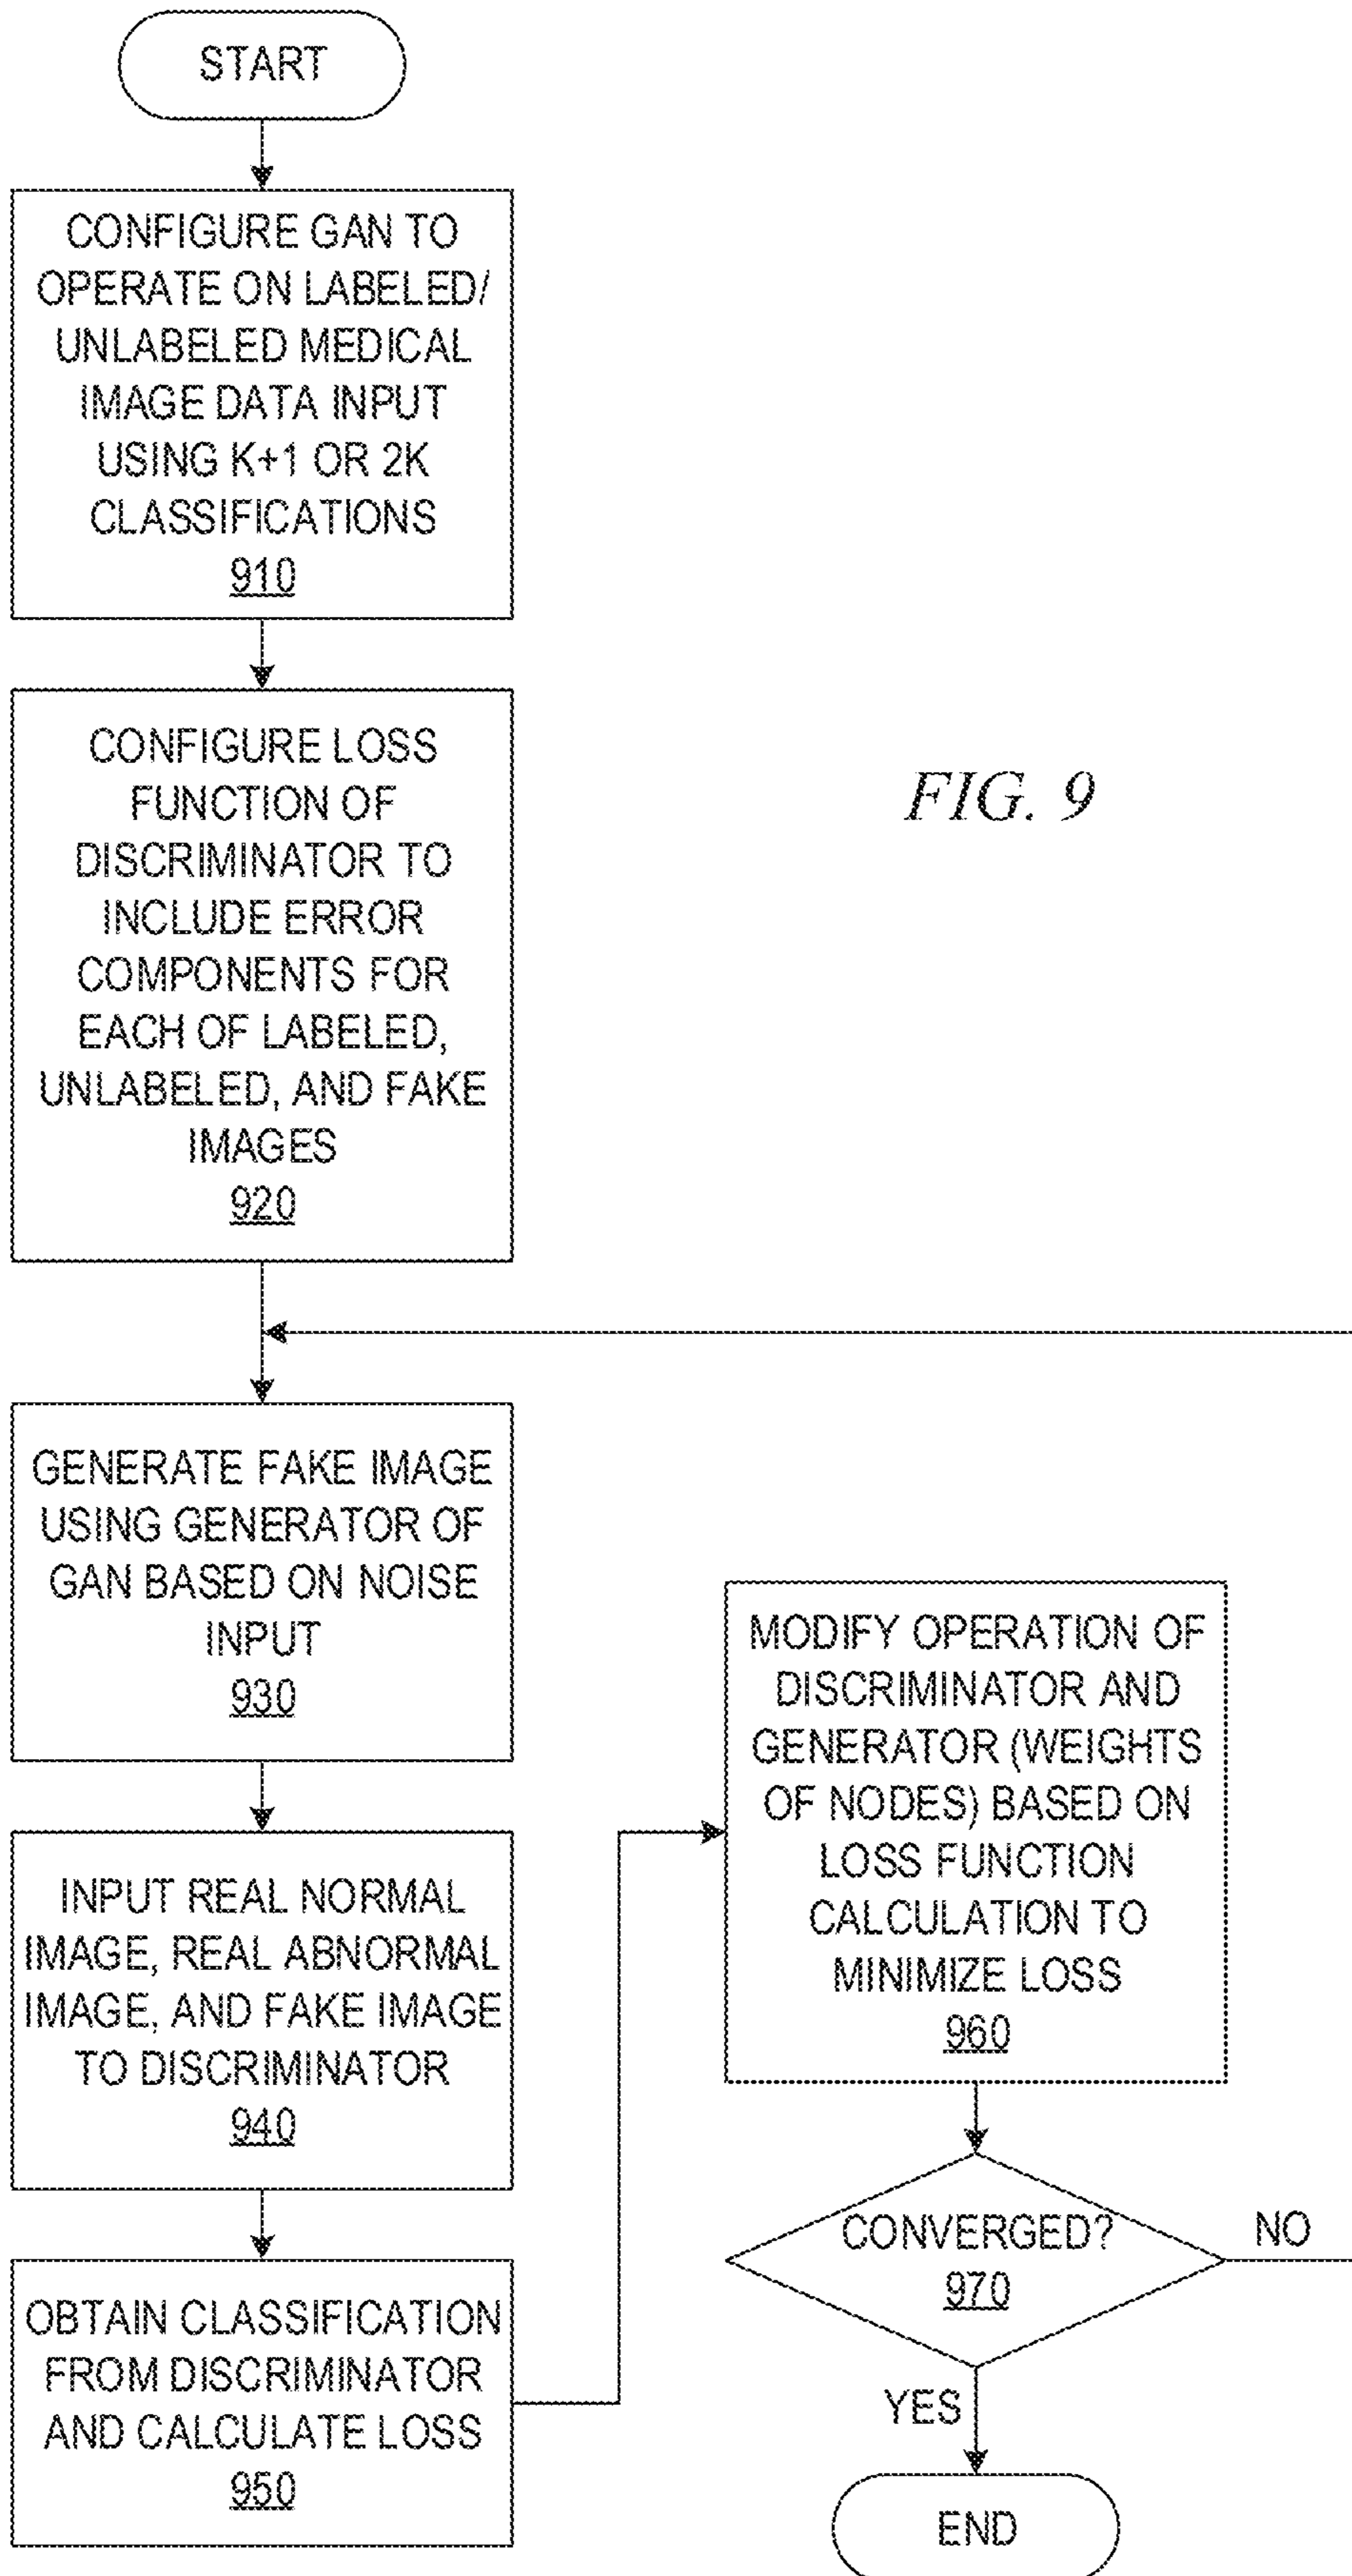 START
CONFIGURE GAN TO
OPERATE ON LABELED/
UNLABELED MEDICAL
IMAGE DATA INPUT
USING K+1 OR 2K
CLASSIFICATIONS
910
CONFIGURE LOSS
FUNCTION OF
DISCRIMINATOR TO
INCLUDE ERROR
COMPONENTS FOR
EACH OF LABELED,
UNLABELED, AND FAKE
IMAGES
920
FIG. 9
GENERATE FAKE IMAGE
USING GENERATOR OF
GAN BASED ON NOISE
INPUT
930
INPUT REAL NORMAL
IMAGE, REAL ABNORMAL
IMAGE, AND FAKE IMAGE
TO DISCRIMINATOR
940
OBTAIN CLASSIFICATION
FROM DISCRIMINATOR
AND CALCULATE LOSS
950
MODIFY OPERATION OF
DISCRIMINATOR AND
GENERATOR (WEIGHTS
OF NODES) BASED ON
LOSS FUNCTION
CALCULATION TO
MINIMIZE LOSS
960
CONVERGED?
970
NO
YES
END